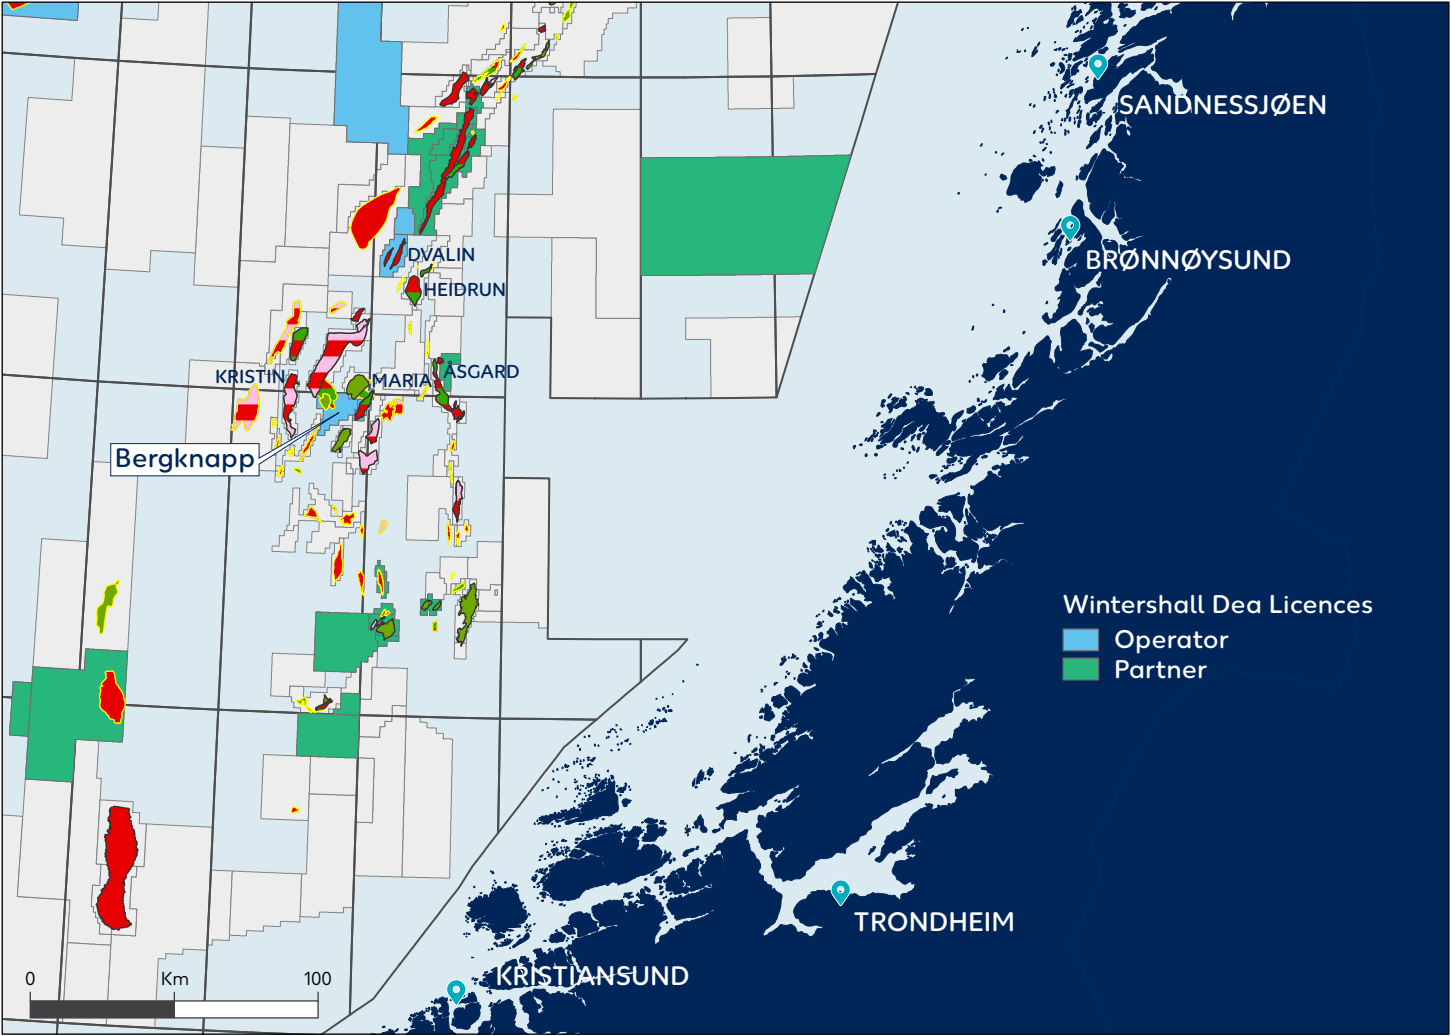 SANDNESSJØEN
BRØNNØYSUND
DVALIN
HEIDRUN
KRISTIN
MARIA
ÅSGARD
Bergknapp
Wintershall Dea Licences
Operator
Partner
TRONDHEIM
KRISTIANSUND
0 Km 100